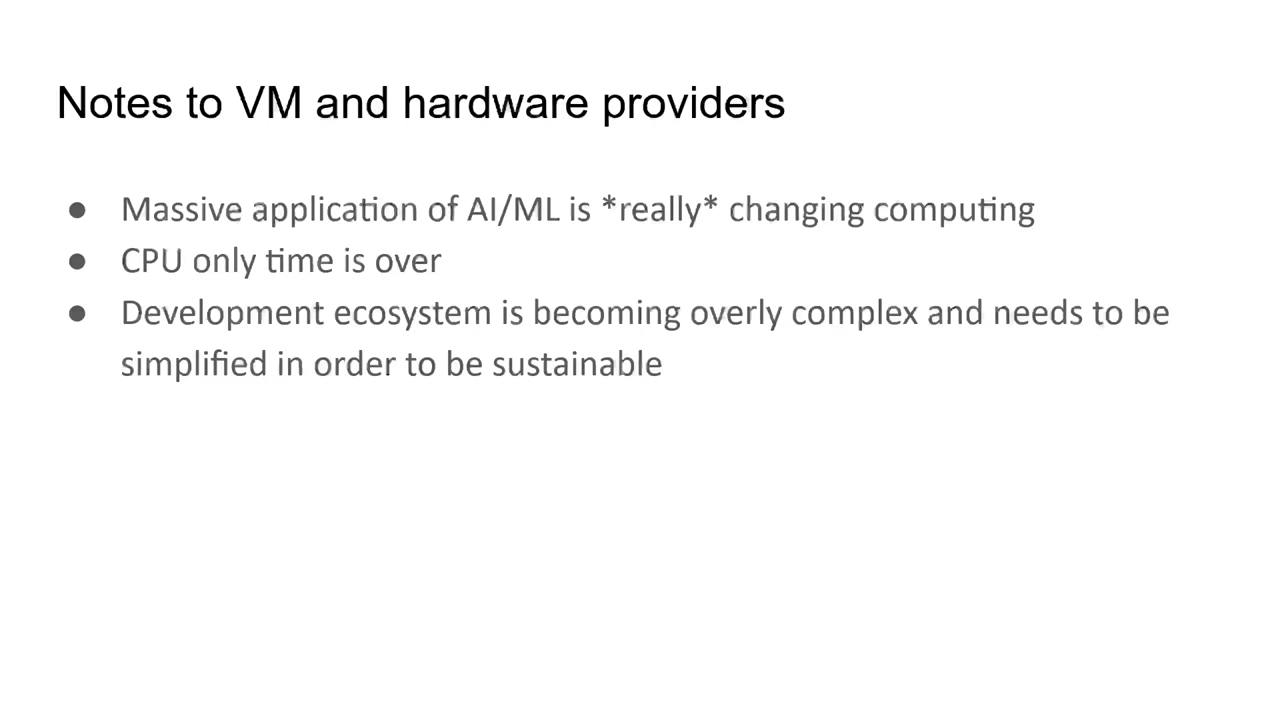 Notes to VM and hardware providers
● Massive application of AI/ML is *really* changing computing
● CPU only time is over
● Development ecosystem is becoming overly complex and needs to be
simplified in order to be sustainable